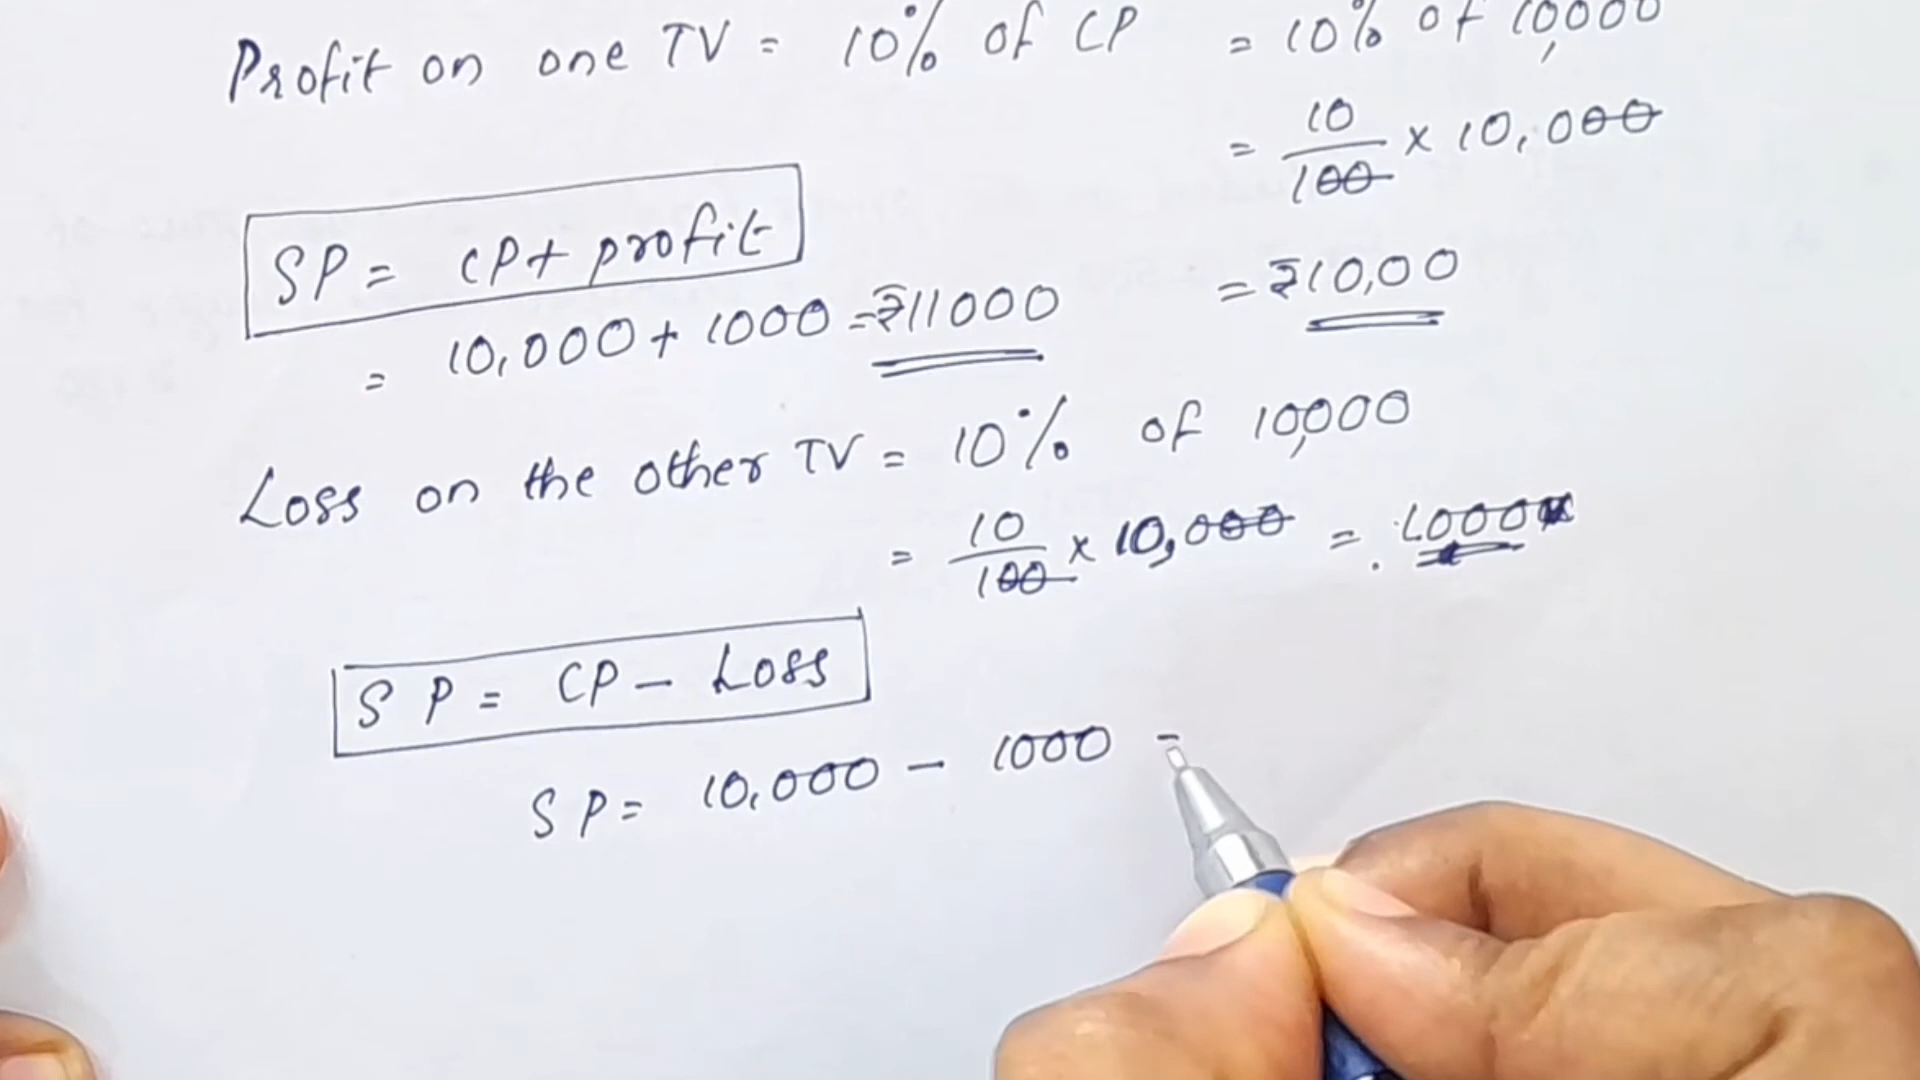 Profit on one TV = 10% of CP = 10% of 10,000
= 10/100 x 10,000
SP = CP + profit
= ₹10,00
= 10,000 + 1000 = ₹11000
Loss on the other TV = 10% of 10,000
= 10/100 x 10,000 = 1000
SP = CP - Loss
SP = 10,000 - 1000 =